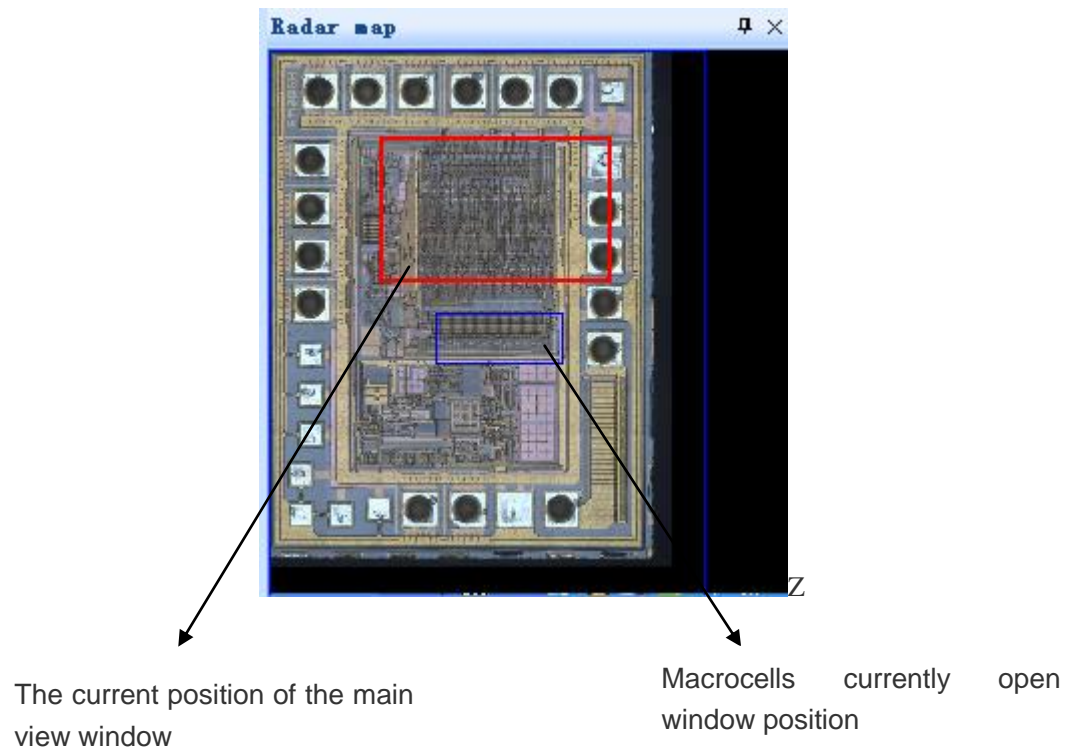 Radar map
Z
The current position of the main
view window
Macrocells currently open
window position